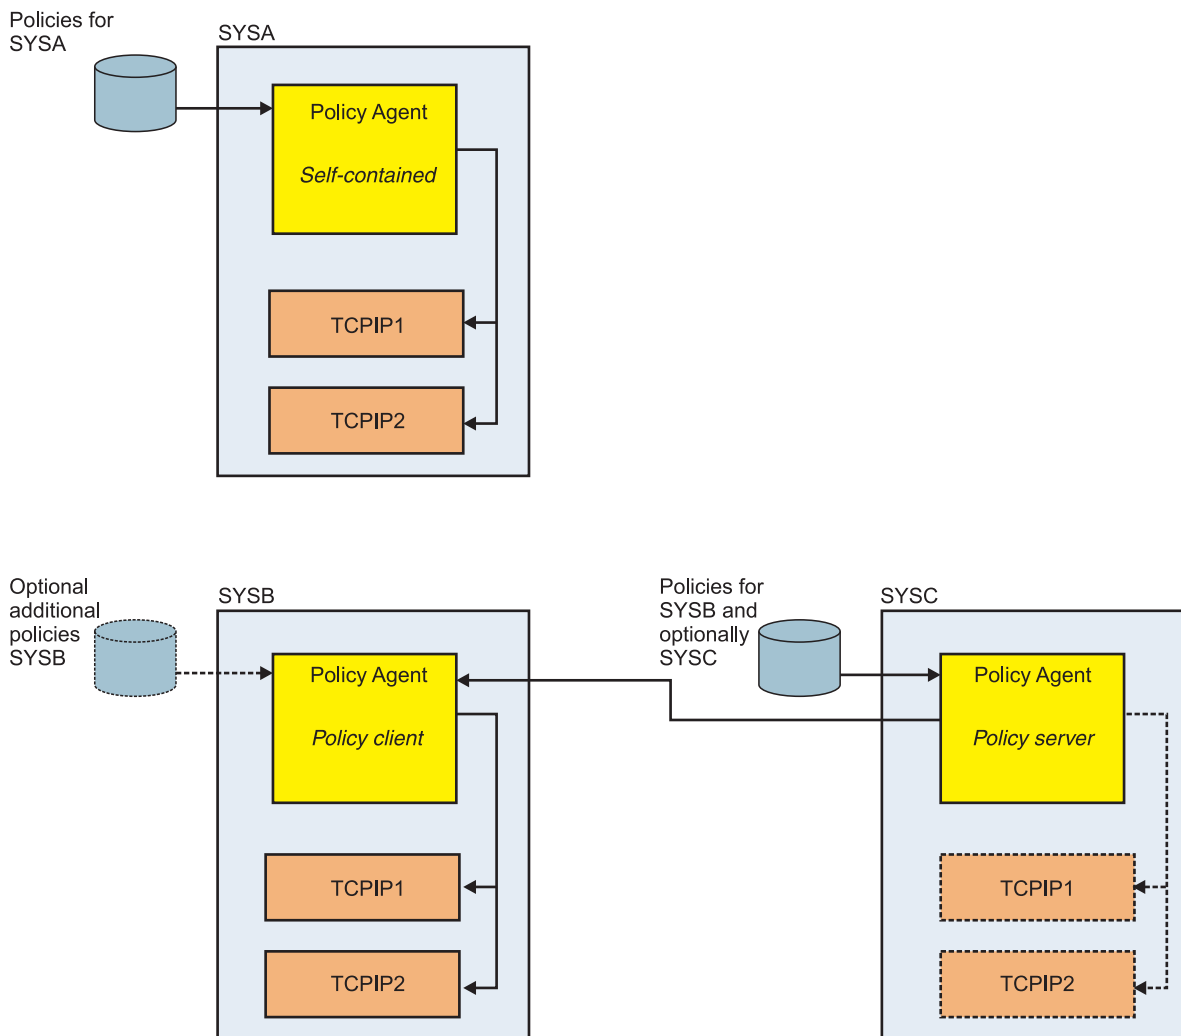 Policies for
SYSA
SYSA
Policy Agent
Self-contained
TCPIP1
TCPIP2
Optional
additional
policies
SYSB
SYSB
Policy Agent
Policy client
TCPIP1
TCPIP2
Policies for
SYSB and
optionally
SYSC
SYSC
Policy Agent
Policy server
TCPIP1
TCPIP2